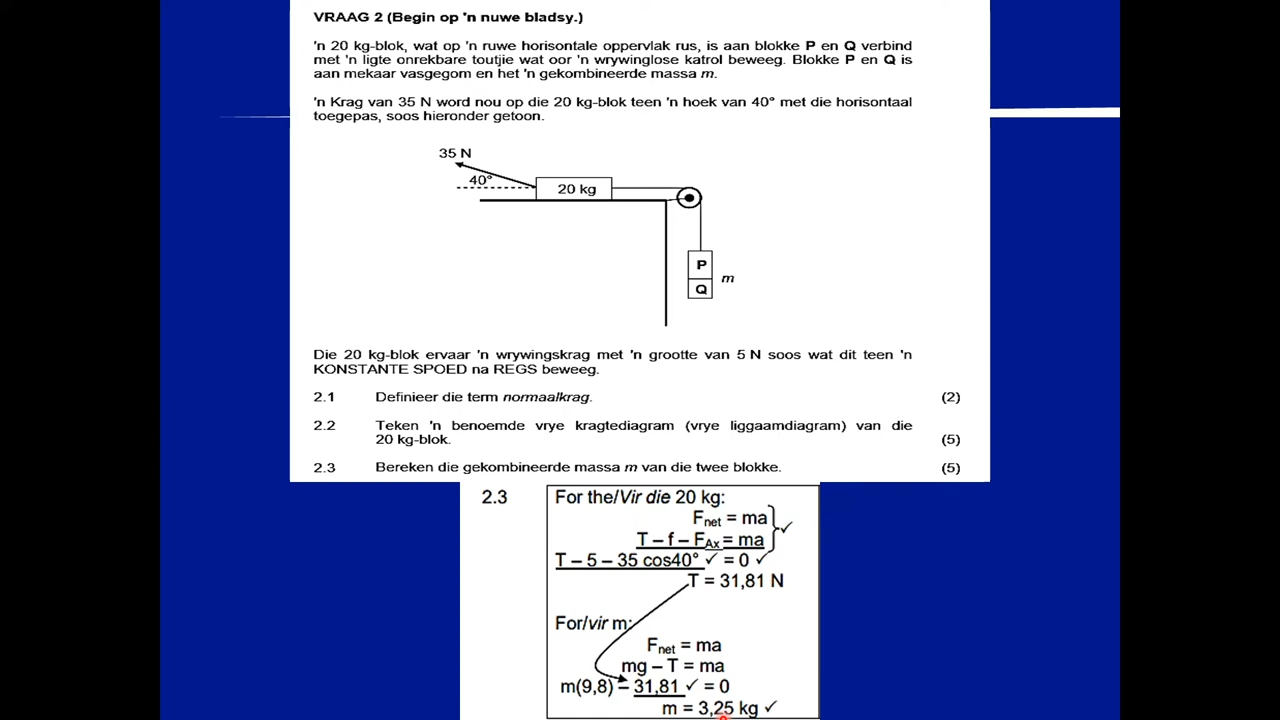 VRAAG 2 (Begin op 'n nuwe bladsy.)
'n 20 kg-blok, wat op 'n ruwe horisontale oppervlak rus, is aan blokke P en Q verbind
met 'n ligte onrekbare toutjie wat oor 'n wrywinglose katrol beweeg. Blokke P en Q is
aan mekaar vasgegom en het 'n gekombineerde massa m.
'n Krag van 35 N word nou op die 20 kg-blok teen 'n hoek van 40° met die horisontaal
toegepas, soos hieronder getoon.
35 N
40°
20 kg
P
m
Q
Die 20 kg-blok ervaar 'n wrywingskrag met 'n grootte van 5 N soos wat dit teen 'n
KONSTANTE SPOED na REGS beweeg.
2.1 Definieer die term normaalkrag. (2)
2.2 Teken 'n benoemde vrye kragtediagram (vrye liggaamdiagram) van die
20 kg-blok. (5)
2.3 Bereken die gekombineerde massa m van die twee blokke. (5)
2.3 For the/Vir die 20 kg:
Fnet = ma
T – f – FAx = ma ✓
T – 5 – 35 cos40° ✓ = 0 ✓
T = 31,81 N
For/vir m:
Fnet = ma
mg – T = ma
m(9,8) – 31,81 ✓ = 0
m = 3,25 kg ✓